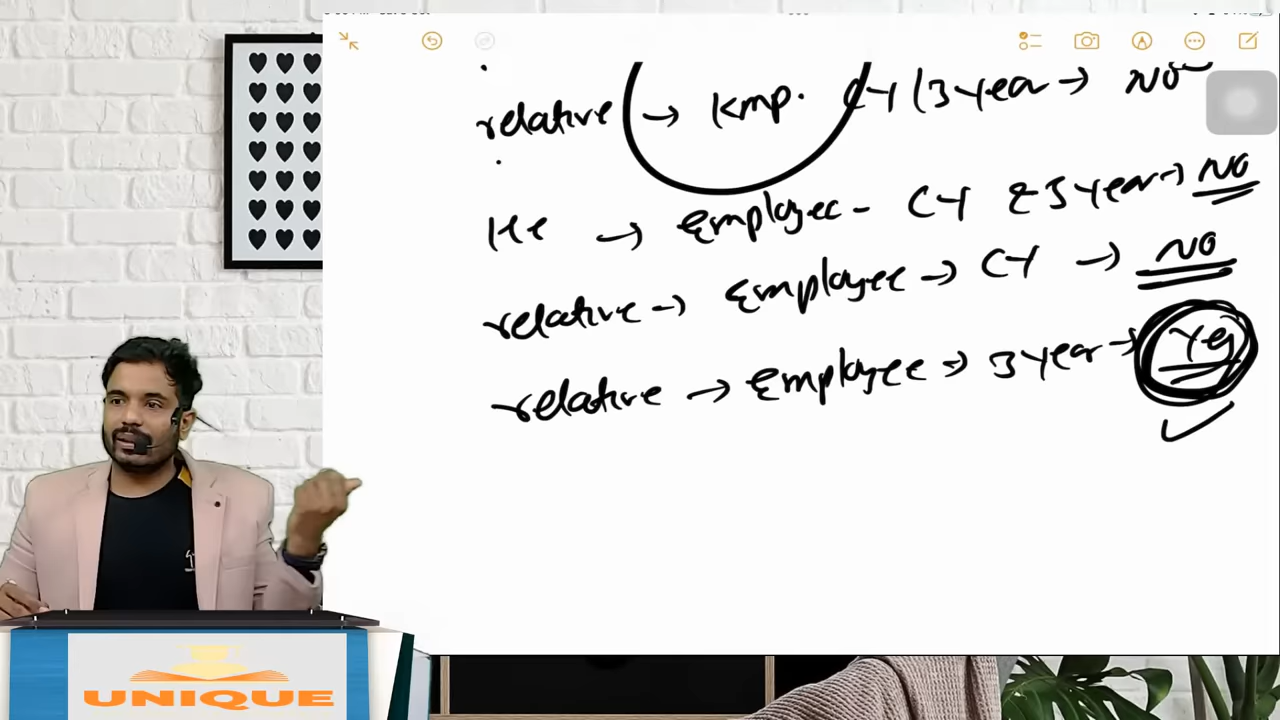 relative → Kmp. CY / 3 Year → NO
He → Employee - CY & 3 Year → NO
relative → Employee → CY → NO
relative → Employee → 3 Year → Yes
UNIQUE